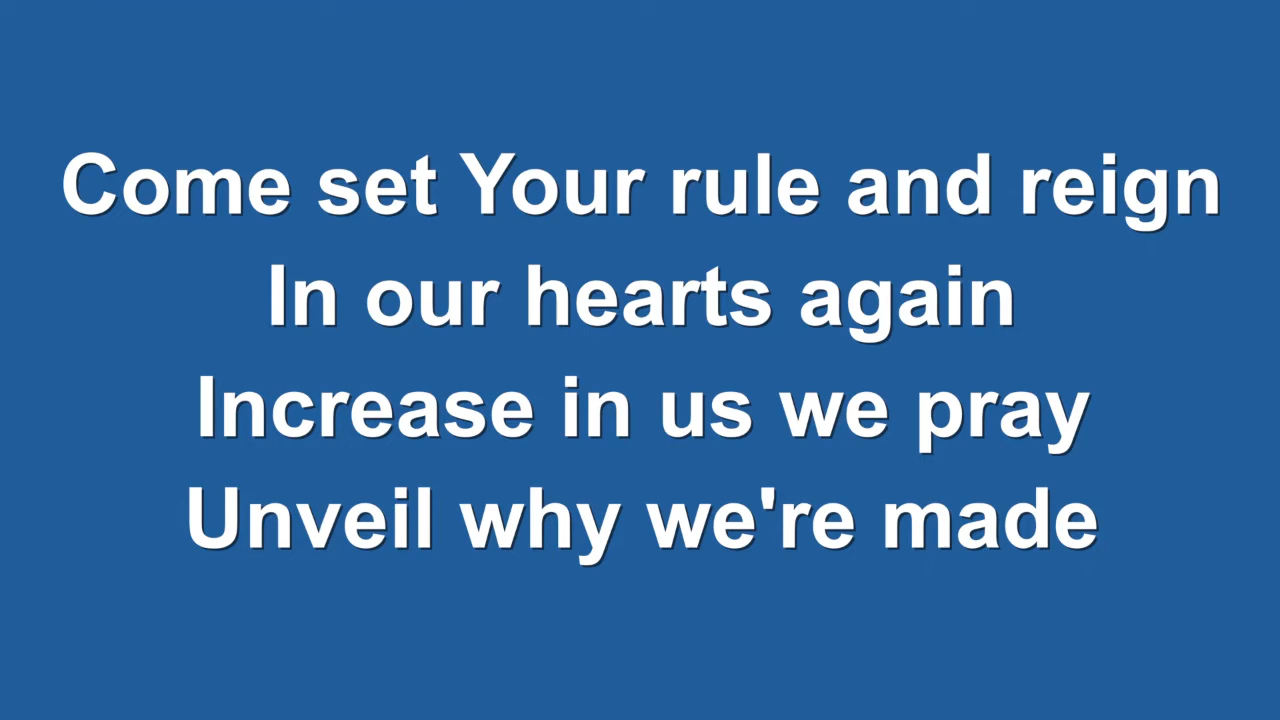 Come set Your rule and reign
In our hearts again
Increase in us we pray
Unveil why we're made